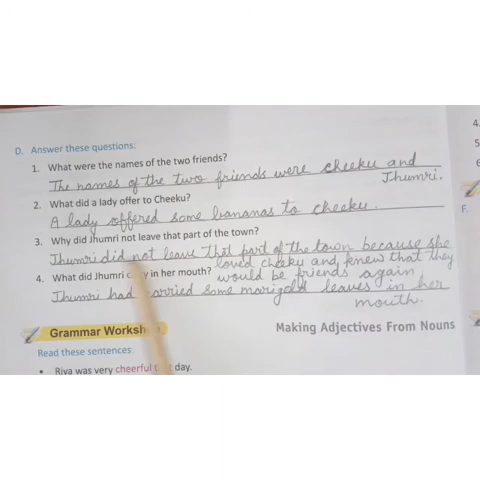 D. Answer these questions:
4.
1. What were the names of the two friends?
The names of the two friends were cheeku and
Jhumri.
5
6
2. What did a lady offer to Cheeku?
A lady offered some bananas to cheeku.
F.
3. Why did Jhumri not leave that part of the town?
Jhumri did not leave that part of the town because she
loved cheeku and knew that they
would be friends again
4. What did Jhumri in her mouth?
Jhumri had carried some marigold leaves in her
mouth.
Grammar Worksh
Making Adjectives From Nouns
Read these sentences:
• Riya was very cheerful day.